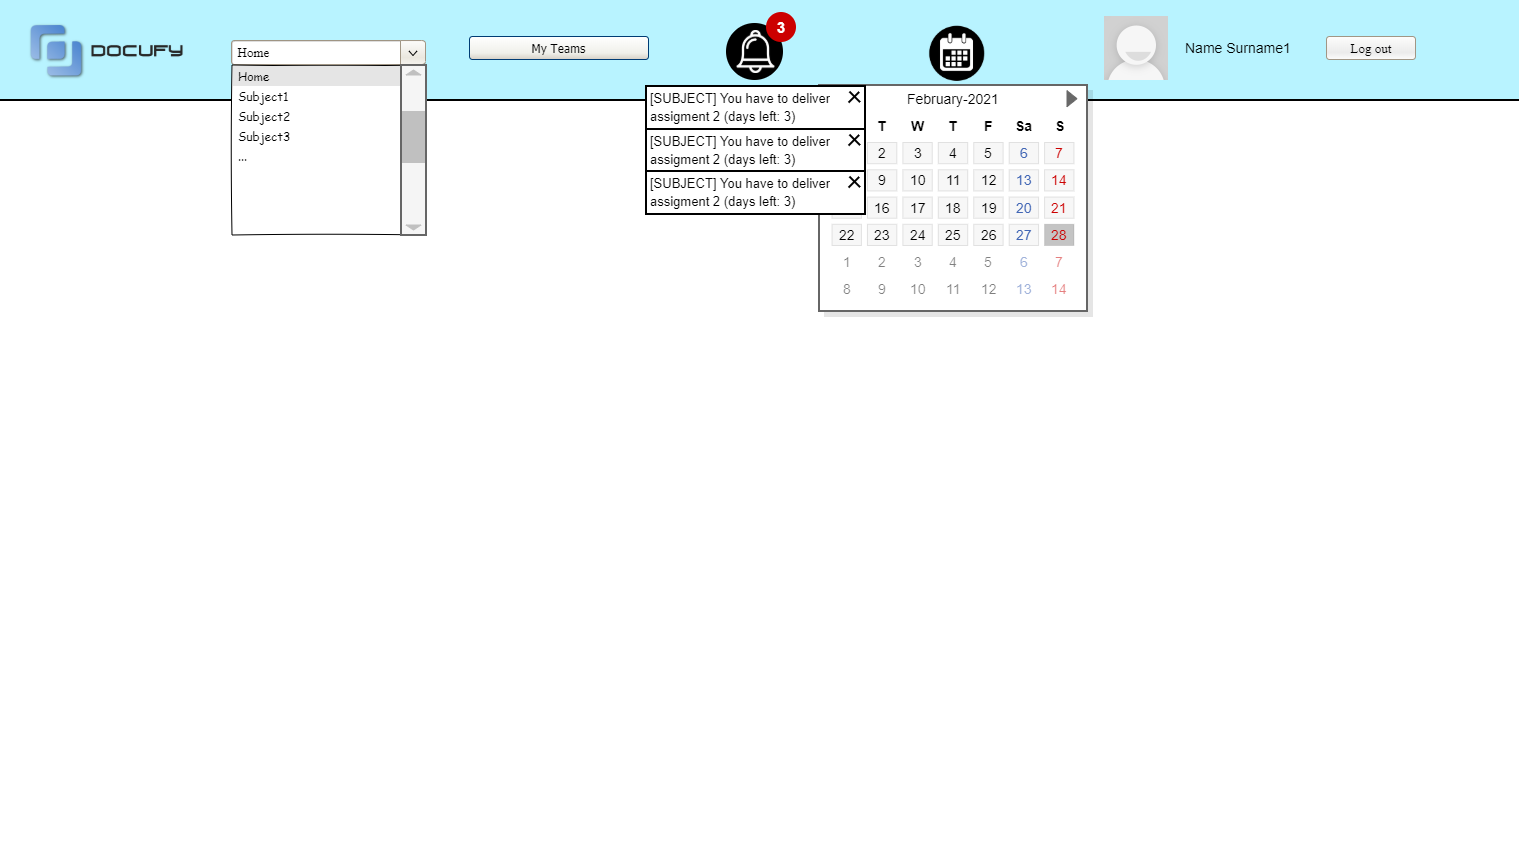 DOCUFY
Home
Home
Subject1
Subject2
Subject3
...
My Teams
3
[SUBJECT] You have to deliver
assigment 2 (days left: 3)
[SUBJECT] You have to deliver
assigment 2 (days left: 3)
[SUBJECT] You have to deliver
assigment 2 (days left: 3)
February-2021
T W T F Sa S
2 3 4 5 6 7
9 10 11 12 13 14
16 17 18 19 20 21
22 23 24 25 26 27 28
1 2 3 4 5 6 7
8 9 10 11 12 13 14
Name Surname1
Log out